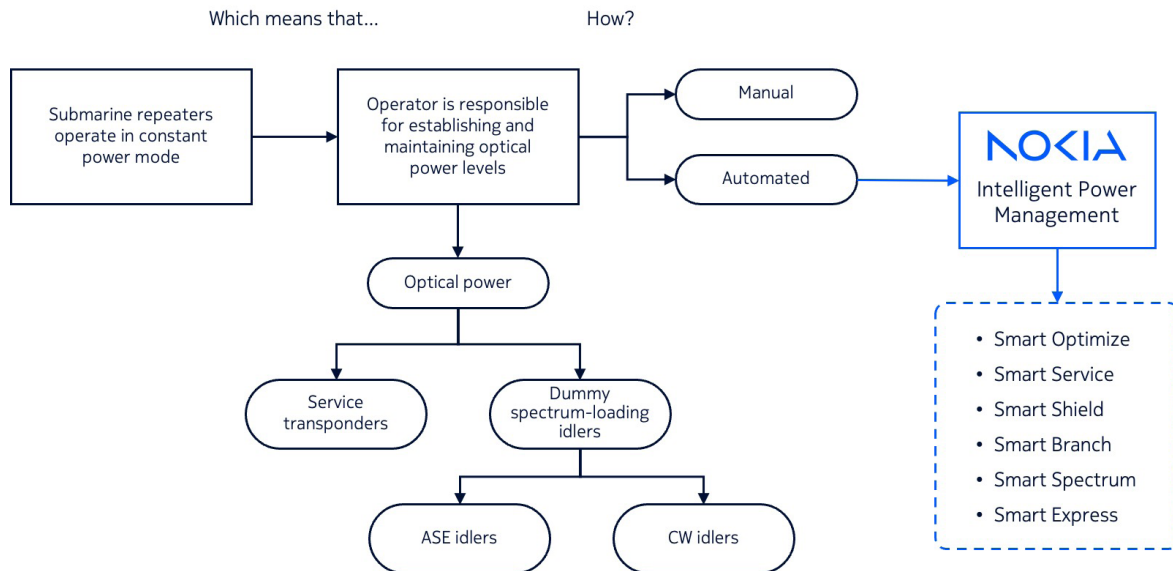 Which means that...
How?
Submarine repeaters
operate in constant
power mode
Operator is responsible
for establishing and
maintaining optical
power levels
Manual
Automated
NOKIA
Intelligent Power
Management
Optical power
Service
transponders
Dummy
spectrum-loading
idlers
ASE idlers
CW idlers
• Smart Optimize
• Smart Service
• Smart Shield
• Smart Branch
• Smart Spectrum
• Smart Express